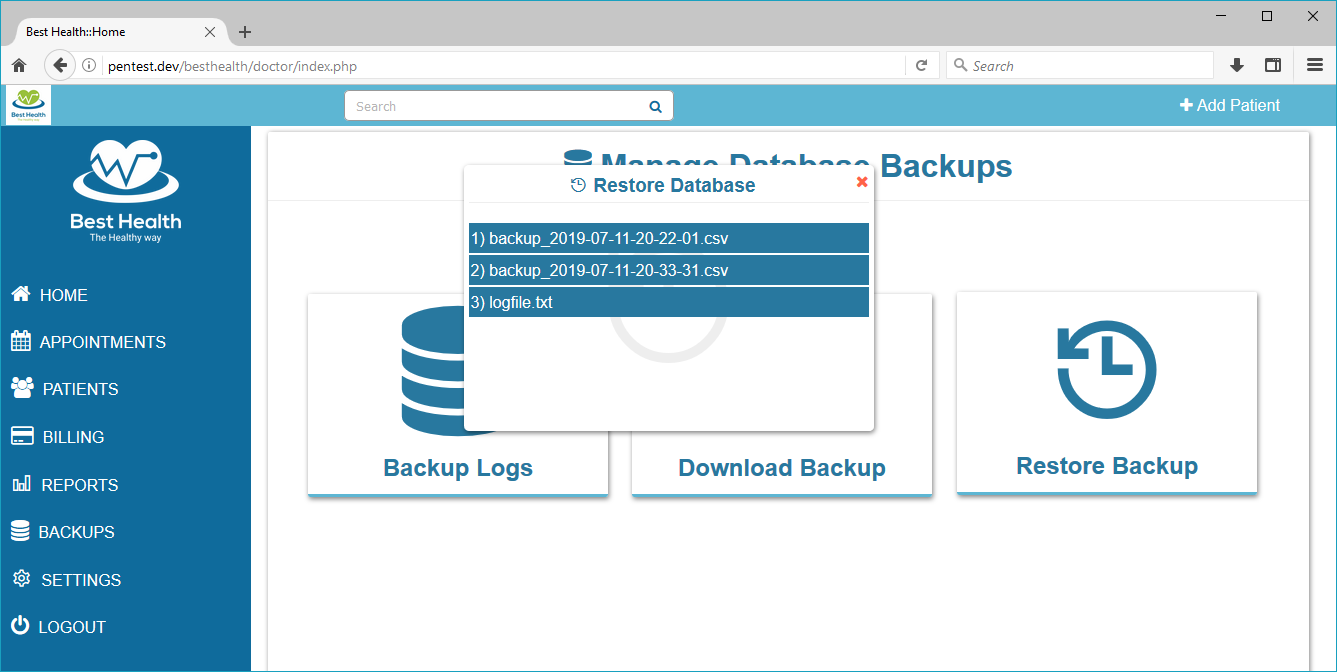 Best Health::Home
pentest.dev/besthealth/doctor/index.php
Search
Best Health
Search
Add Patient
Best Health
The Healthy way
HOME
APPOINTMENTS
PATIENTS
BILLING
REPORTS
BACKUPS
SETTINGS
LOGOUT
Manage Database Backups
Restore Database
1) backup_2019-07-11-20-22-01.csv
2) backup_2019-07-11-20-33-31.csv
3) logfile.txt
Backup Logs
Download Backup
Restore Backup